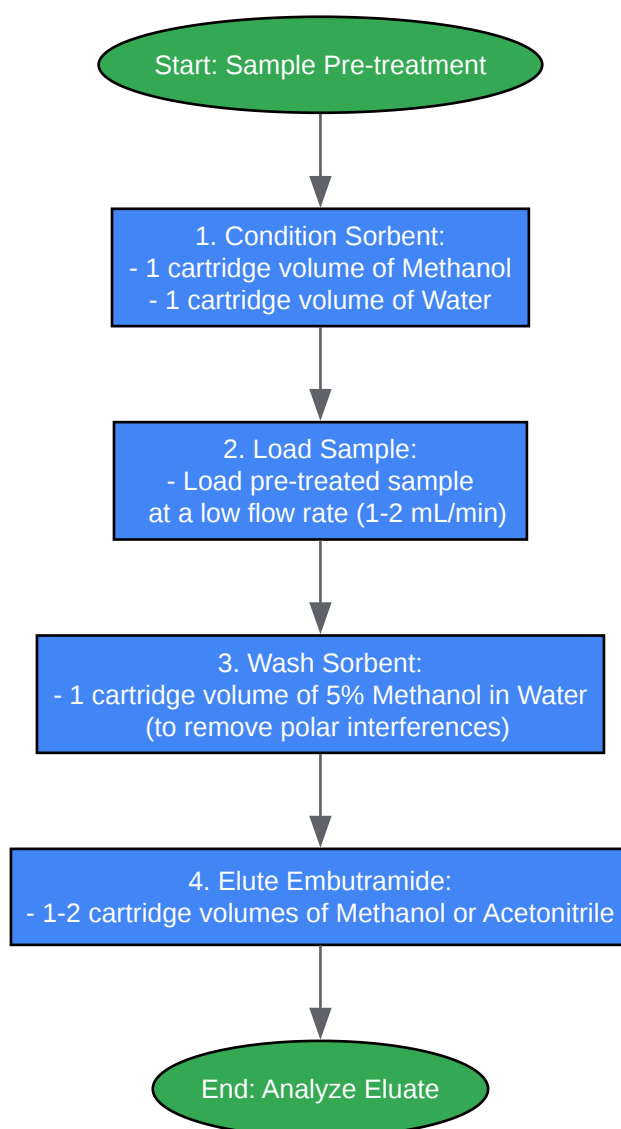 Start: Sample Pre-treatment
1. Condition Sorbent:
- 1 cartridge volume of Methanol
- 1 cartridge volume of Water
2. Load Sample:
- Load pre-treated sample
at a low flow rate (1-2 mL/min)
3. Wash Sorbent:
- 1 cartridge volume of 5% Methanol in Water
(to remove polar interferences)
4. Elute Embutramide:
- 1-2 cartridge volumes of Methanol or Acetonitrile
End: Analyze Eluate